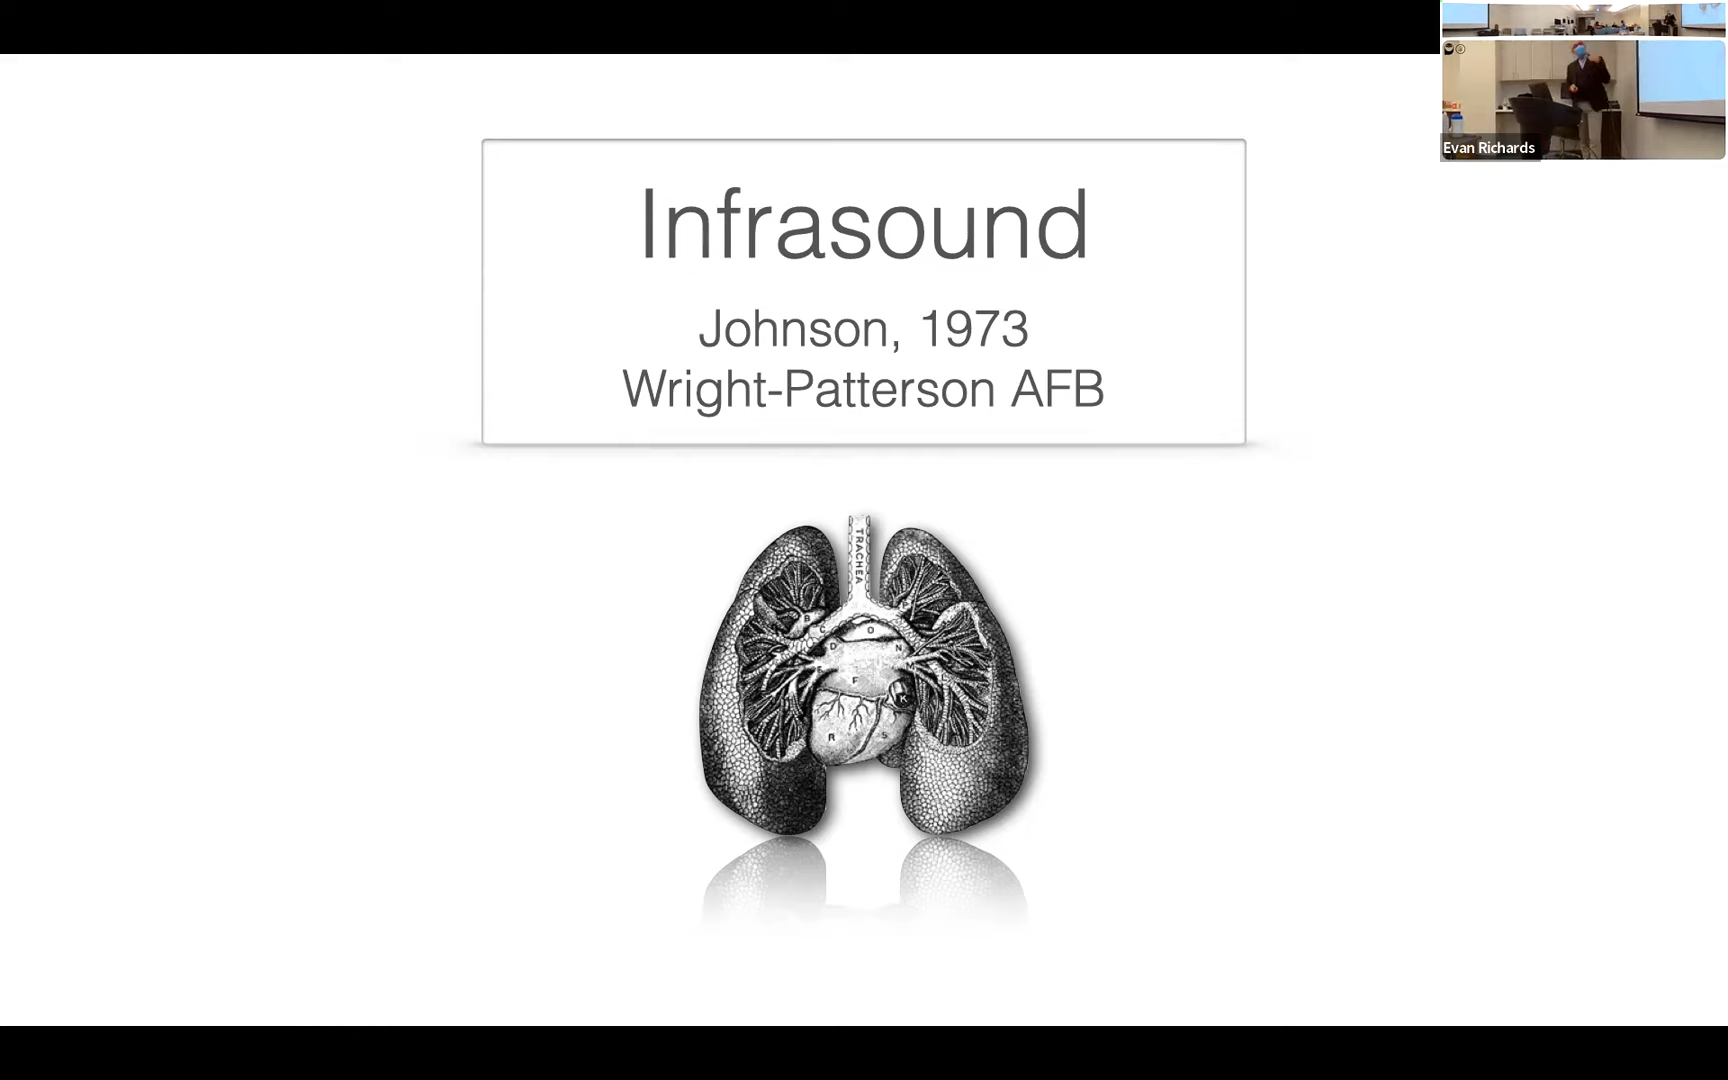 Infrasound
Johnson, 1973
Wright-Patterson AFB
Evan Richards
TRACHEA
B
C
O
D
N
E
M
F
K
R
S